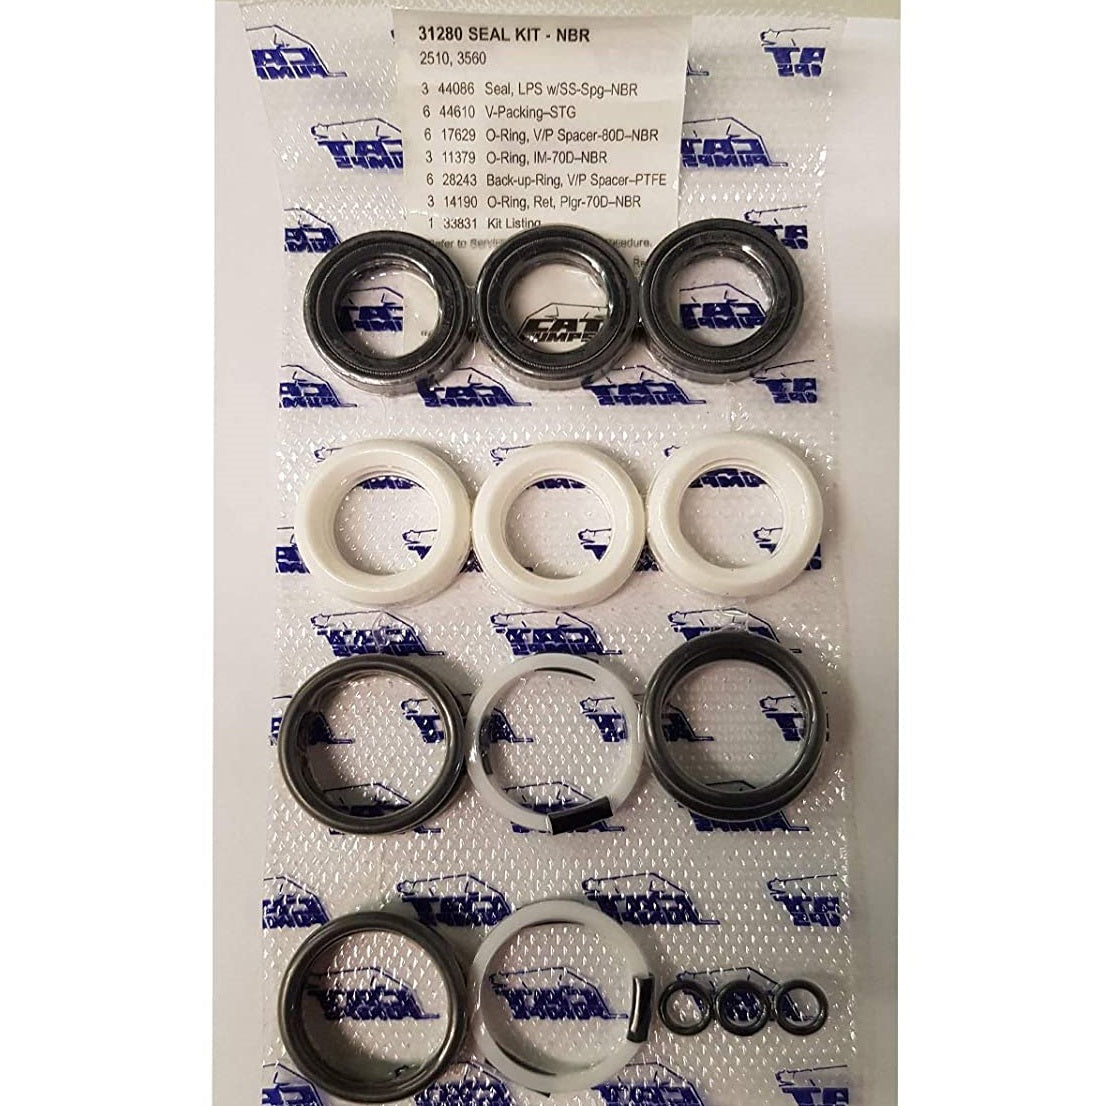 31280 SEAL KIT - NBR
2510, 3560
3 44086 Seal, LPS w/SS-Spg–NBR
6 44610 V-Packing–STG
6 17629 O-Ring, V/P Spacer-80D–NBR
3 11379 O-Ring, IM-70D–NBR
6 28243 Back-up-Ring, V/P Spacer–PTFE
3 14190 O-Ring, Ret, Plgr-70D–NBR
1 33831 Kit Listing
to
CAT
PUMPS